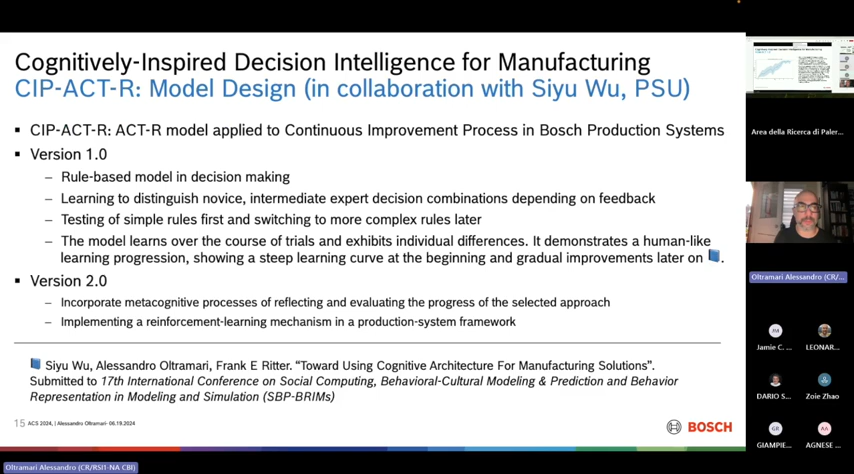 Cognitively-Inspired Decision Intelligence for Manufacturing
CIP-ACT-R: Model Design (in collaboration with Siyu Wu, PSU)
▪ CIP-ACT-R: ACT-R model applied to Continuous Improvement Process in Bosch Production Systems
▪ Version 1.0
– Rule-based model in decision making
– Learning to distinguish novice, intermediate expert decision combinations depending on feedback
– Testing of simple rules first and switching to more complex rules later
– The model learns over the course of trials and exhibits individual differences. It demonstrates a human-like
learning progression, showing a steep learning curve at the beginning and gradual improvements later on .
▪ Version 2.0
– Incorporate metacognitive processes of reflecting and evaluating the progress of the selected approach
– Implementing a reinforcement-learning mechanism in a production-system framework
Siyu Wu, Alessandro Oltramari, Frank E Ritter. “Toward Using Cognitive Architecture For Manufacturing Solutions”.
Submitted to 17th International Conference on Social Computing, Behavioral-Cultural Modeling & Prediction and Behavior
Representation in Modeling and Simulation (SBP-BRIMs)
15 ACS 2024, | Alessandro Oltramari- 06.19.2024
BOSCH
Area della Ricerca di Paler...
Oltramari Alessandro (CR/...
Jamie C. ...
LEONAR...
DARIO S...
Zoie Zhao
GIAMPIE...
AGNESE ...
Oltramari Alessandro (CR/RSI1-NA CBI)